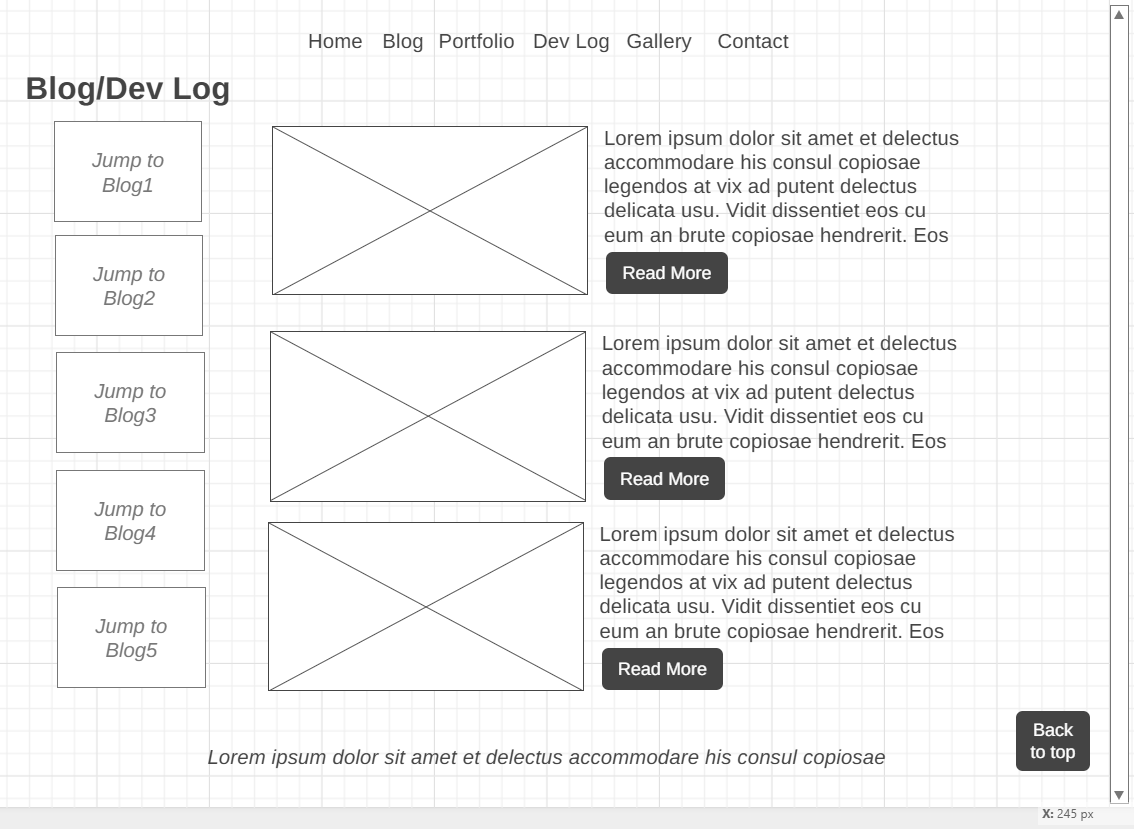 Home Blog Portfolio Dev Log Gallery Contact
Blog/Dev Log
Jump to
Blog1
Jump to
Blog2
Jump to
Blog3
Jump to
Blog4
Jump to
Blog5
Lorem ipsum dolor sit amet et delectus
accommodare his consul copiosae
legendos at vix ad putent delectus
delicata usu. Vidit dissentiet eos cu
eum an brute copiosae hendrerit. Eos
Read More
Lorem ipsum dolor sit amet et delectus
accommodare his consul copiosae
legendos at vix ad putent delectus
delicata usu. Vidit dissentiet eos cu
eum an brute copiosae hendrerit. Eos
Read More
Lorem ipsum dolor sit amet et delectus
accommodare his consul copiosae
legendos at vix ad putent delectus
delicata usu. Vidit dissentiet eos cu
eum an brute copiosae hendrerit. Eos
Read More
Back
to top
Lorem ipsum dolor sit amet et delectus accommodare his consul copiosae
X: 245 px